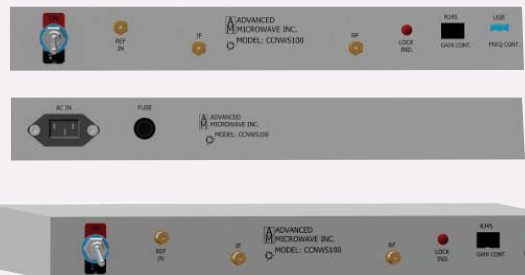 ON
REF
IN
IF
ADVANCED
MICROWAVE INC.
MODEL: CCNWS100
RF
LOCK
IND.
RJ45
GAIN CONT.
USB
FREQ CONT.
AC IN
FUSE
ADVANCED
MICROWAVE INC.
MODEL: CCNWS100
REF
IN
IF
ADVANCED
MICROWAVE INC.
MODEL: CCNWS100
RF
LOCK
IND.
RJ45
GAIN CONT.